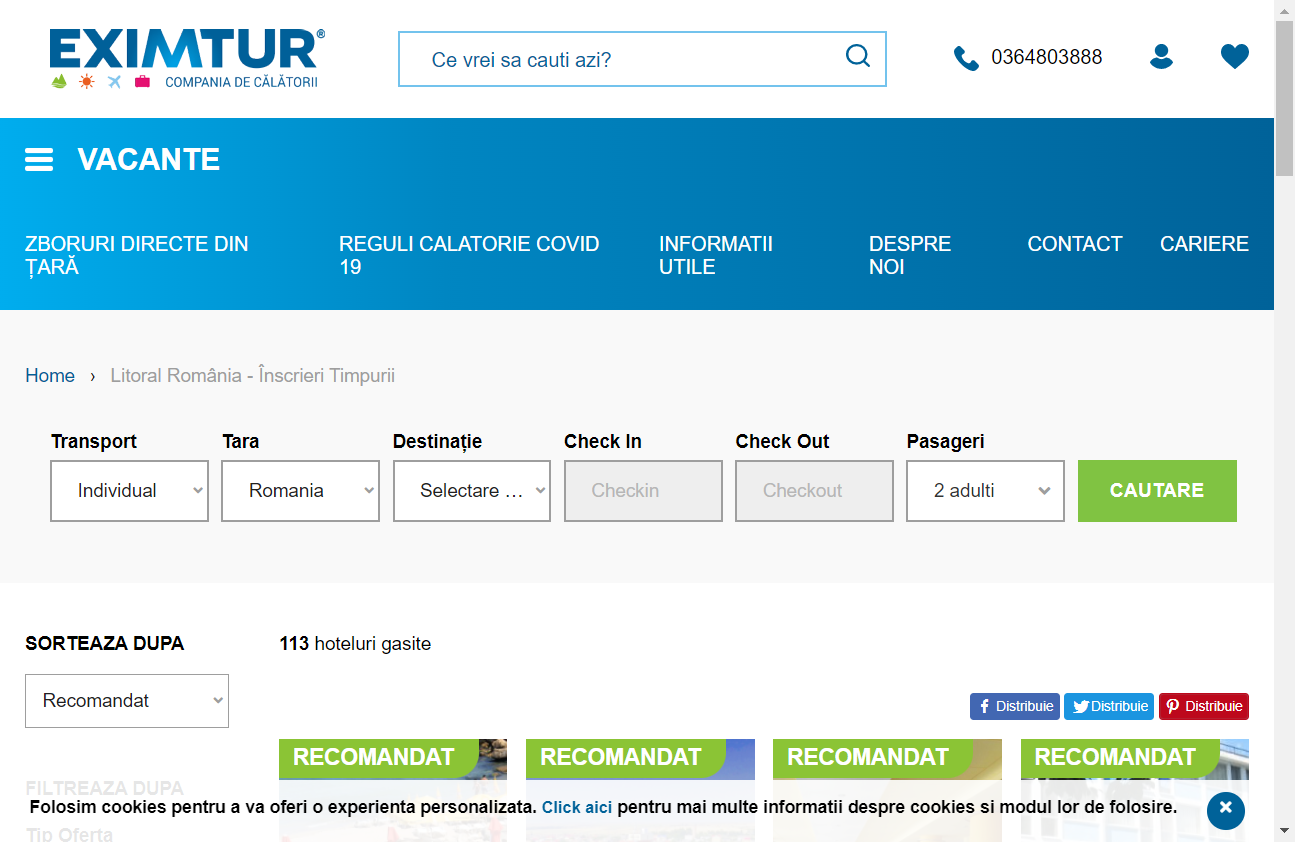 EXIMTUR®
COMPANIA DE CĂLĂTORII
Ce vrei sa cauti azi?
0364803888
VACANTE
ZBORURI DIRECTE DIN
ȚARĂ
REGULI CALATORIE COVID
19
INFORMATII
UTILE
DESPRE
NOI
CONTACT
CARIERE
Home › Litoral România - Înscrieri Timpurii
Transport
Individual
Tara
Romania
Destinație
Selectare ...
Check In
Checkin
Check Out
Checkout
Pasageri
2 adulti
CAUTARE
SORTEAZA DUPA
Recomandat
113 hoteluri gasite
Distribuie
Distribuie
Distribuie
RECOMANDAT
RECOMANDAT
RECOMANDAT
RECOMANDAT
FILTREAZA DUPA
Folosim cookies pentru a va oferi o experienta personalizata. Click aici pentru mai multe informatii despre cookies si modul lor de folosire.
Tip Oferta